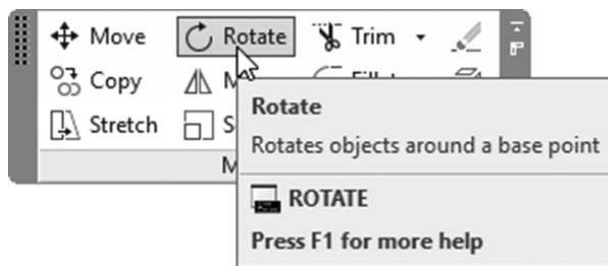 Move Rotate Trim
Copy M
Stretch S
M
Rotate
Rotates objects around a base point
ROTATE
Press F1 for more help